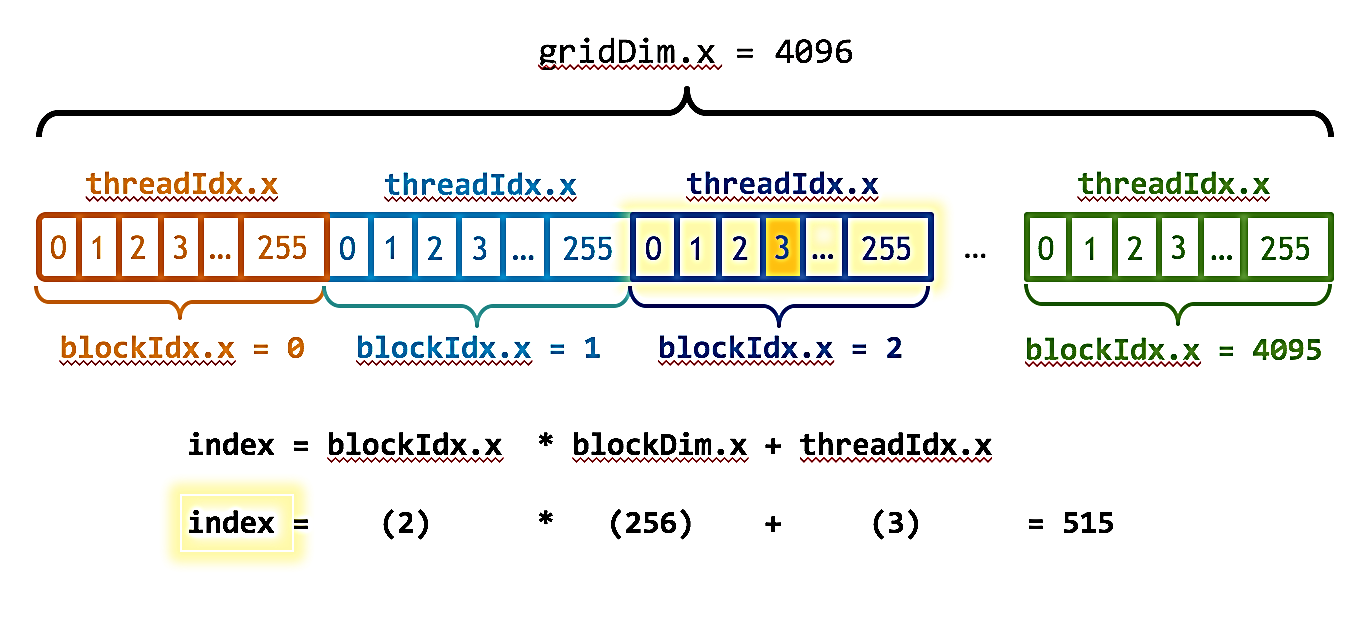 gridDim.x = 4096
threadIdx.x threadIdx.x threadIdx.x threadIdx.x
0 1 2 3 ... 255 0 1 2 3 ... 255 0 1 2 3 ... 255 ... 0 1 2 3 ... 255
blockIdx.x = 0 blockIdx.x = 1 blockIdx.x = 2 blockIdx.x = 4095
index = blockIdx.x * blockDim.x + threadIdx.x
index = (2) * (256) + (3) = 515